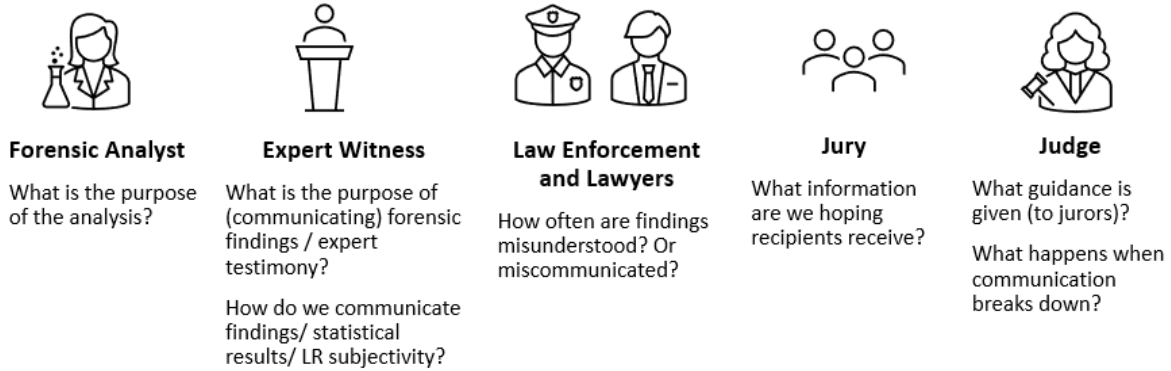 Forensic Analyst
What is the purpose
of the analysis?
Expert Witness
What is the purpose of
(communicating) forensic
findings / expert
testimony?
How do we communicate
findings/ statistical
results/ LR subjectivity?
Law Enforcement
and Lawyers
How often are findings
misunderstood? Or
miscommunicated?
Jury
What information
are we hoping
recipients receive?
Judge
What guidance is
given (to jurors)?
What happens when
communication
breaks down?